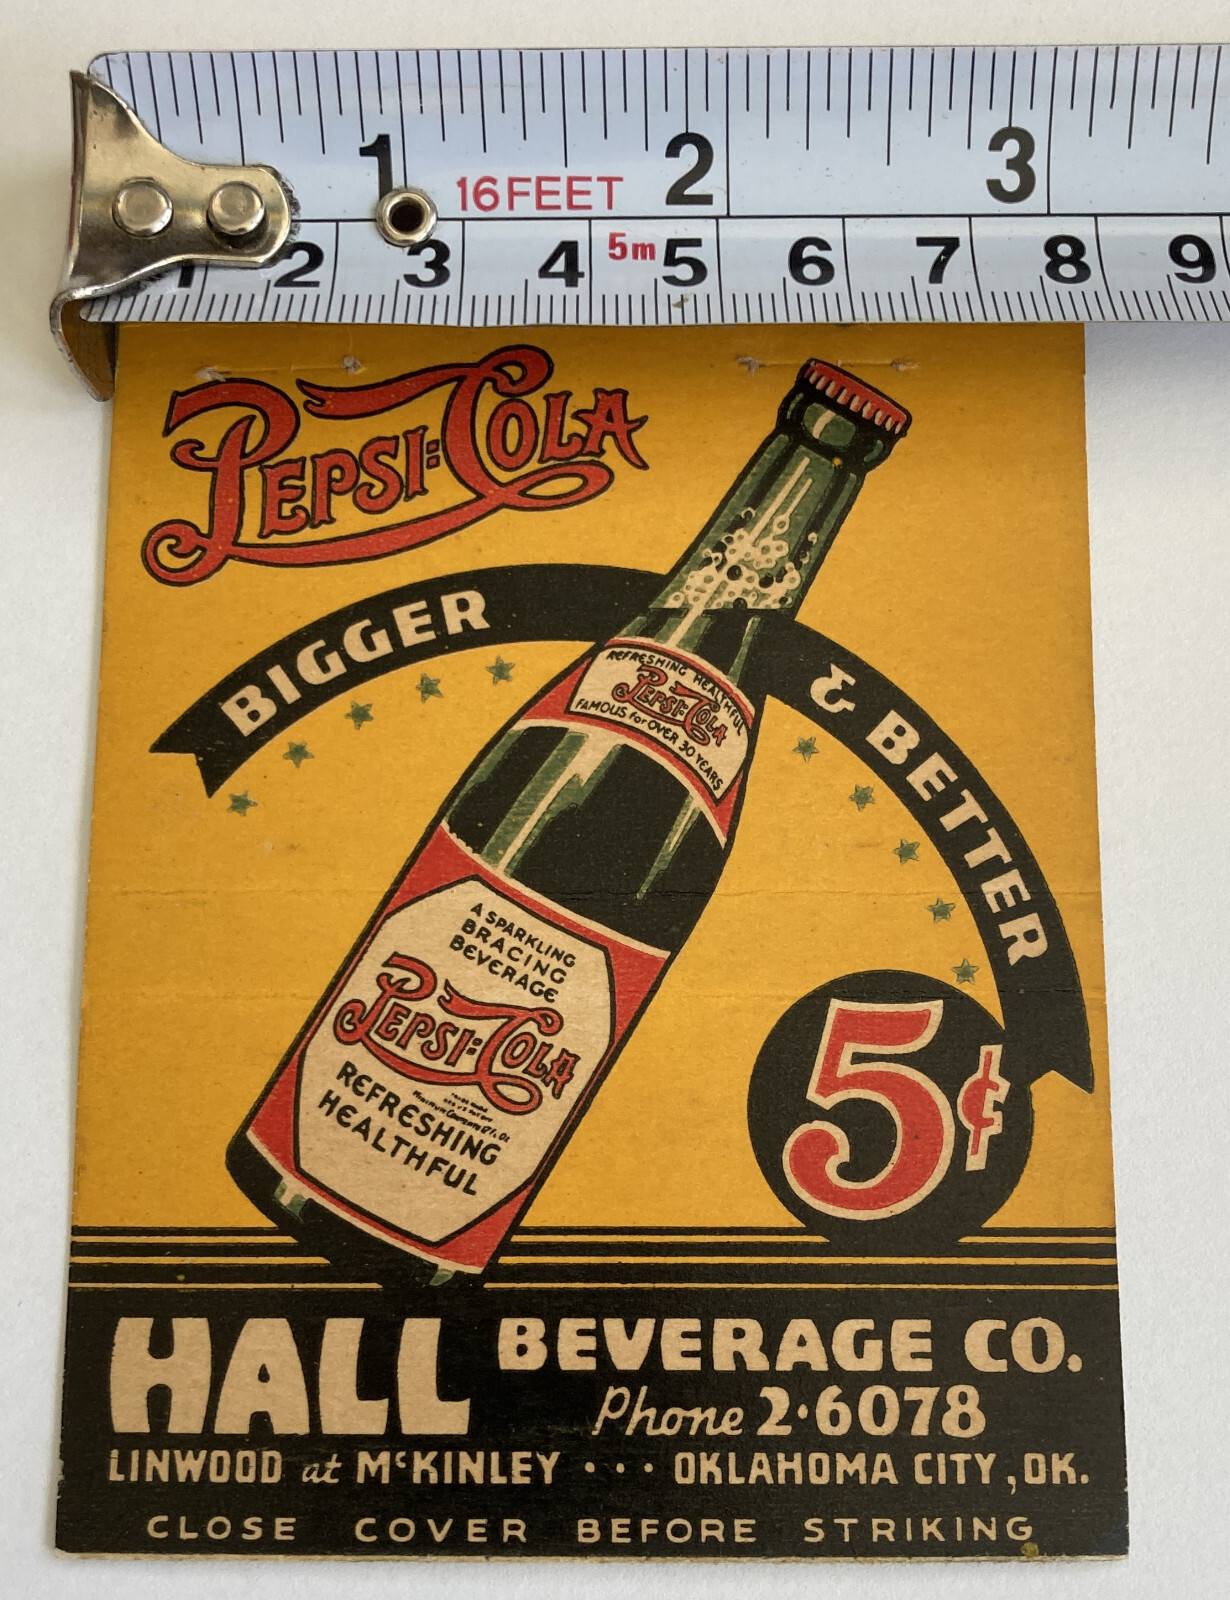 1 2 3
16 FEET
1 2 3 4 5m 5 6 7 8 9
PEPSI:COLA
BIGGER & BETTER
REFRESHING HEALTHFUL
PEPSI:COLA
FAMOUS for OVER 30 YEARS
A SPARKLING
BRACING
BEVERAGE
PEPSI:COLA
REFRESHING
HEALTHFUL
5¢
HALL BEVERAGE CO.
Phone 2·6078
LINWOOD at McKINLEY ··· OKLAHOMA CITY, OK.
CLOSE COVER BEFORE STRIKING